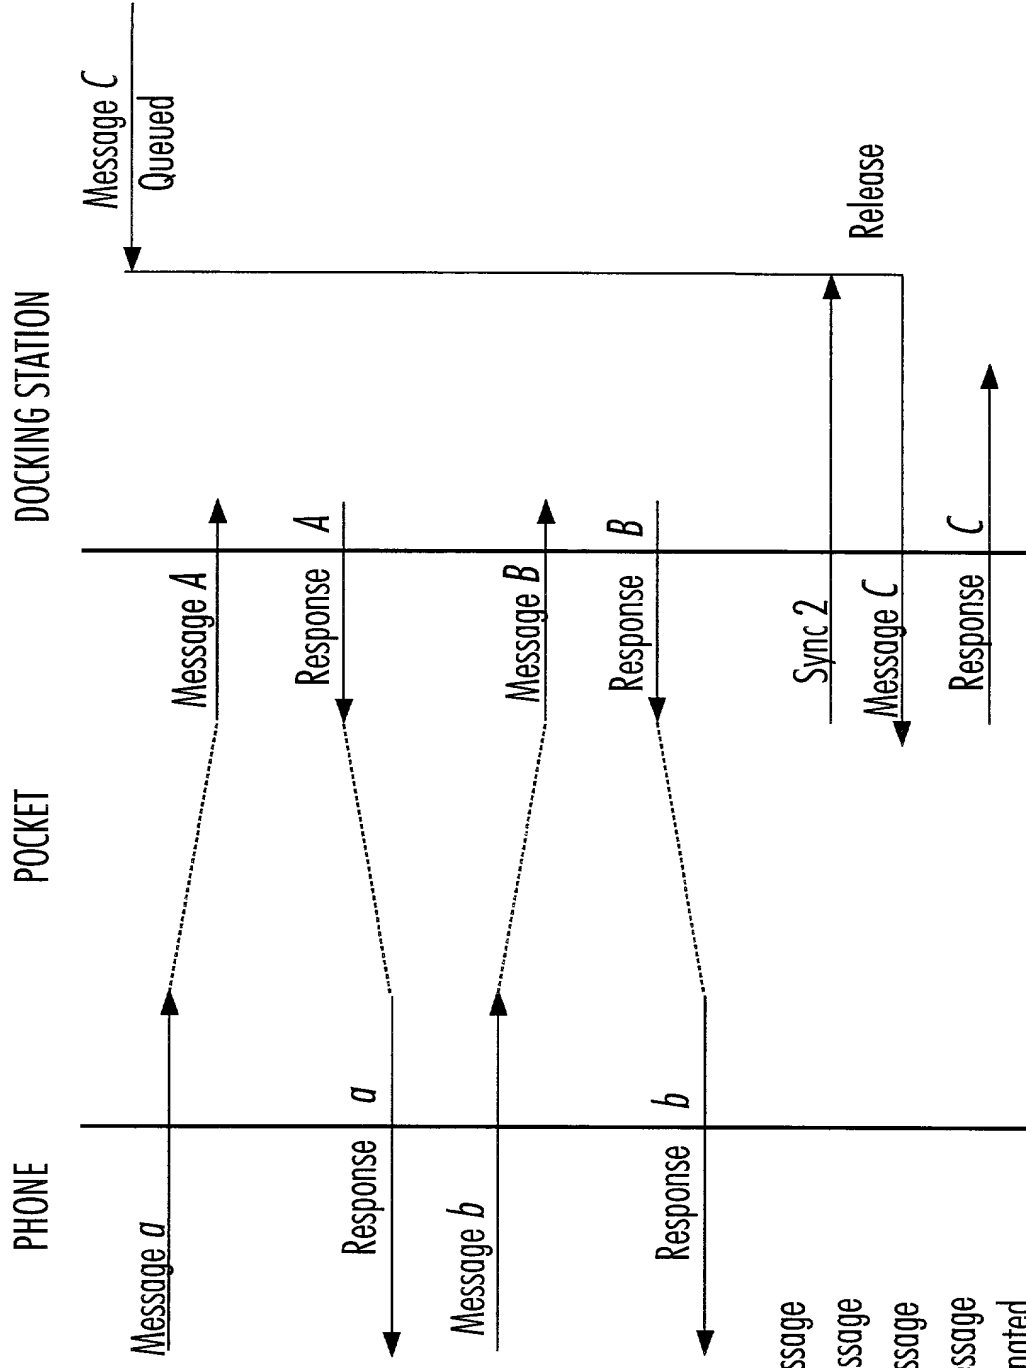 PHONE
POCKET
DOCKING STATION
Message C
Queued
Message a
Message A
Response A
Response a
Message b
Message B
Response B
Response b
Sync 2
Release
Message C
Response C